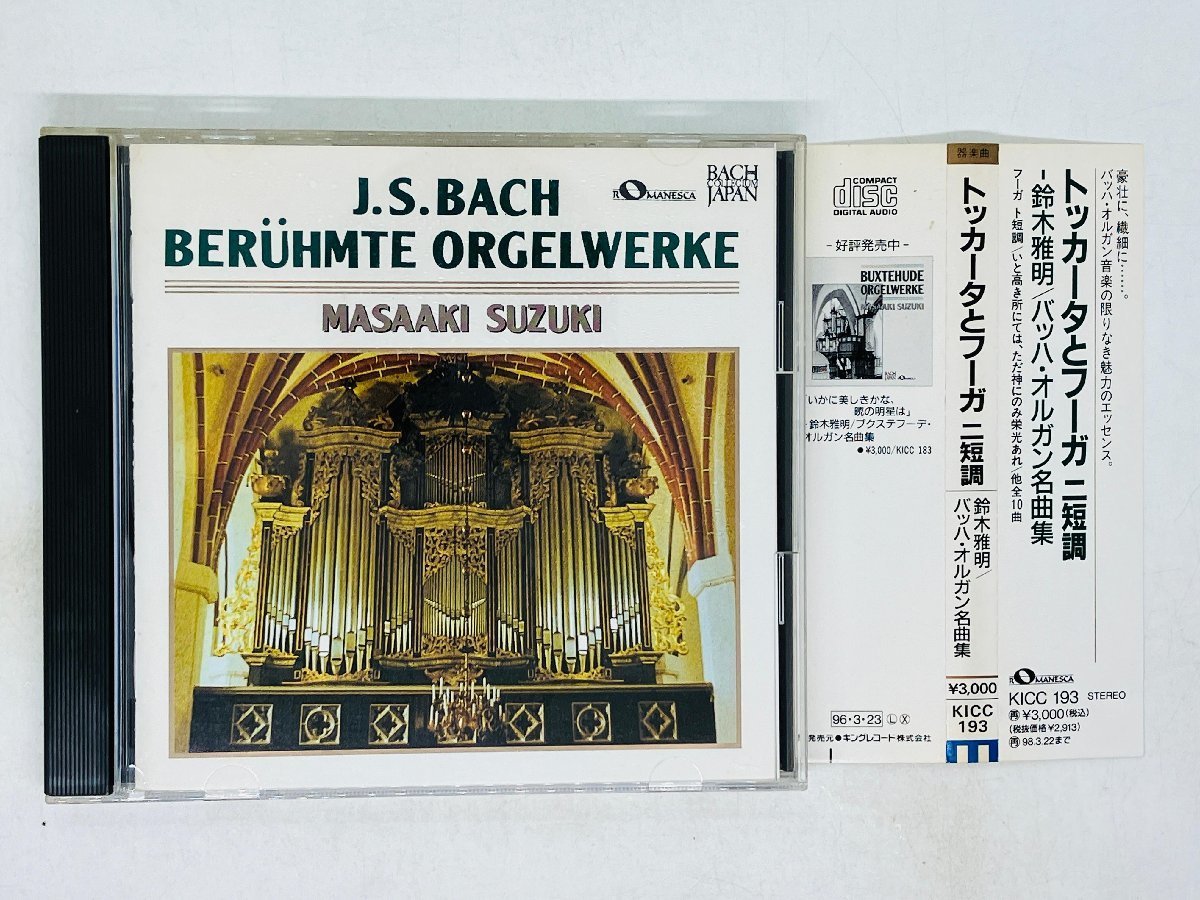 J.S.BACH
BERÜHMTE ORGELWERKE
MASAAKI SUZUKI
ROMANESCA
BACH
COLLEGIUM
JAPAN
COMPACT
disc
DIGITAL AUDIO
-好評発売中-
BUXTEHUDE
ORGELWERKE
MASAAKI SUZUKI
「いかに美しきかな、
暁の明星は」
-鈴木雅明/ブクステフーデ・
オルガン名曲集
●¥3,000/KICC 183
96・3・23 Ⓛ Ⓧ
発売元●キングレコード株式会社
器楽曲
トッカータとフーガ ニ短調
鈴木雅明/
バッハ・オルガン名曲集
¥3,000
KICC
193
豪壮に、繊細に……。
バッハ・オルガン音楽の限りなき魅力のエッセンス。
トッカータとフーガ ニ短調
-鈴木雅明/バッハ・オルガン名曲集
フーガ ト短調/いと高き所にては、ただ神にのみ栄光あれ/他全10曲
ROMANESCA
KICC 193 STEREO
㊢¥3,000(税込)
(税抜価格¥2,913)
㊢98.3.22まで